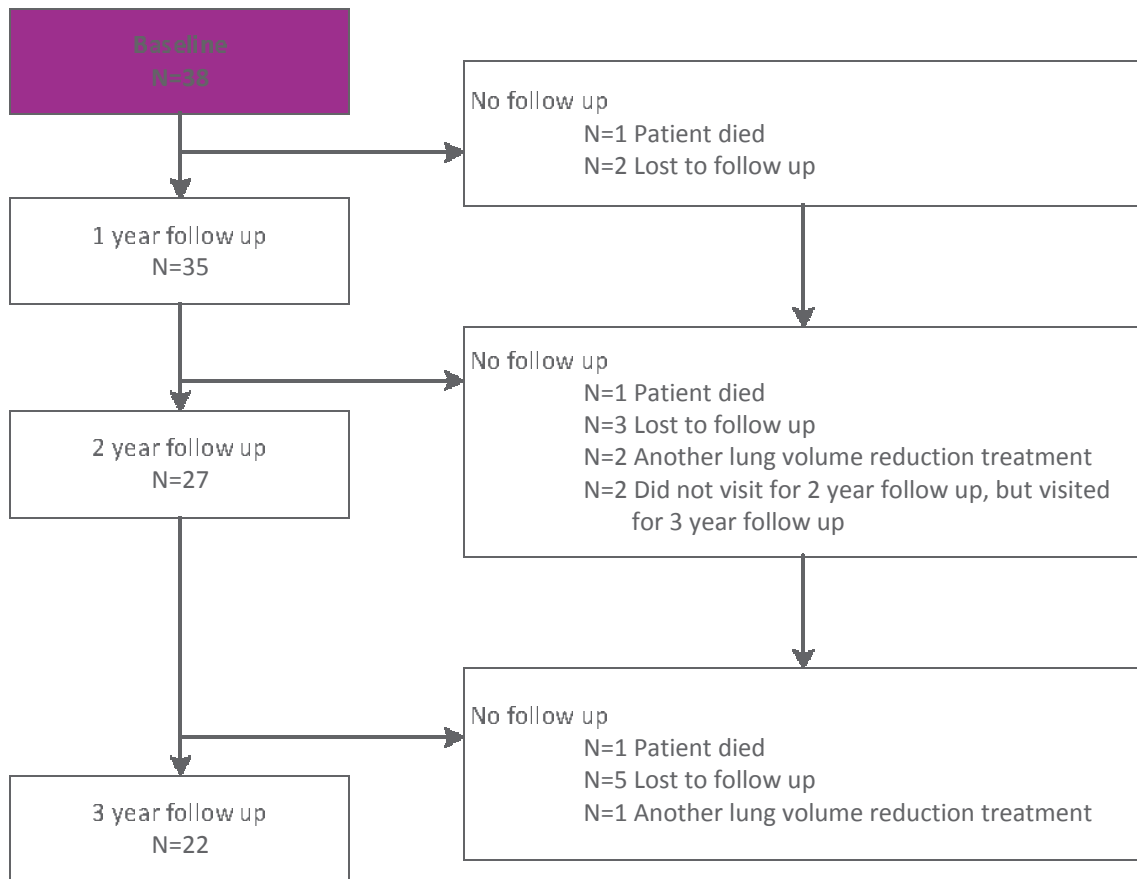 Baseline
N=38
No follow up
N=1 Patient died
N=2 Lost to follow up
1 year follow up
N=35
No follow up
N=1 Patient died
N=3 Lost to follow up
N=2 Another lung volume reduction treatment
N=2 Did not visit for 2 year follow up, but visited
for 3 year follow up
2 year follow up
N=27
No follow up
N=1 Patient died
N=5 Lost to follow up
N=1 Another lung volume reduction treatment
3 year follow up
N=22